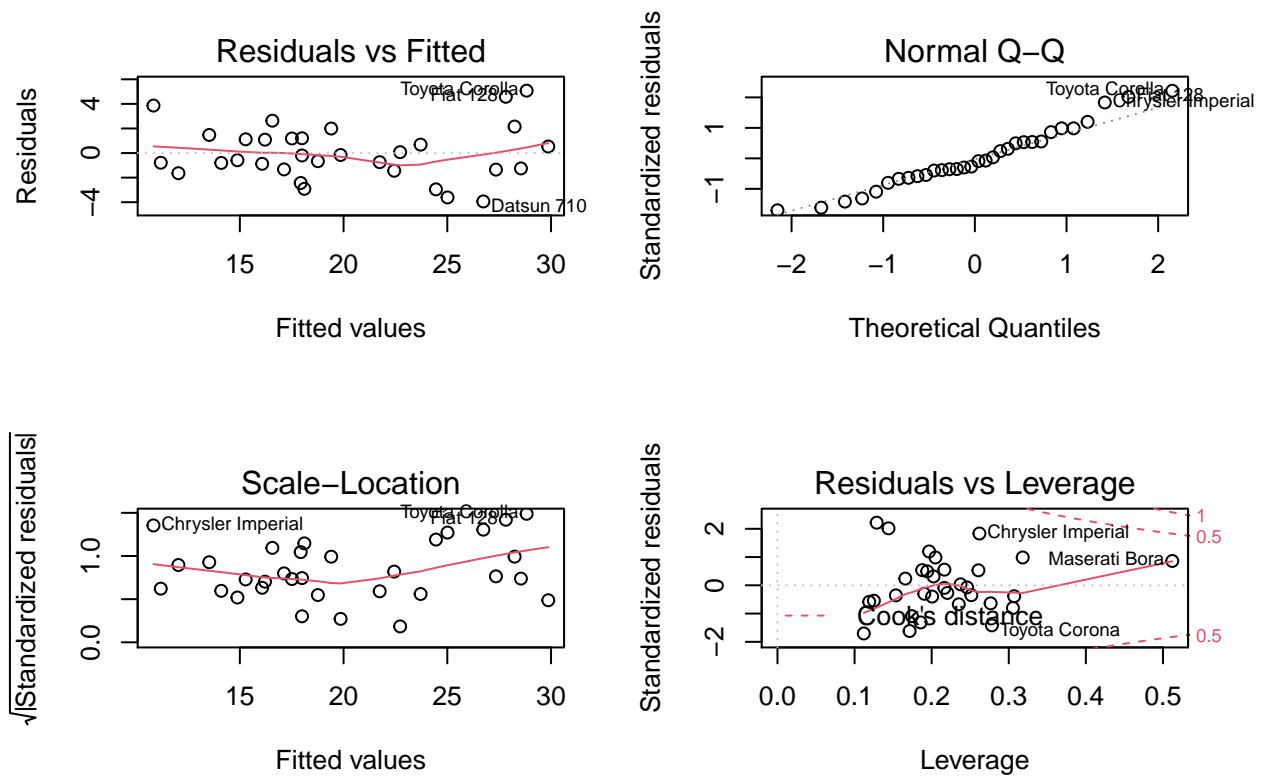 Residuals vs Fitted
Residuals
4
0
−4
Toyota Corolla
Fiat 128
Datsun 710
15 20 25 30
Fitted values
Normal Q−Q
Standardized residuals
1
−1
Toyota Corolla
Fiat 128
Chrysler Imperial
−2 −1 0 1 2
Theoretical Quantiles
Scale−Location
√|Standardized residuals|
1.0
0.0
Chrysler Imperial
Toyota Corolla
Fiat 128
15 20 25 30
Fitted values
Residuals vs Leverage
Standardized residuals
2
0
−2
Chrysler Imperial
Maserati Bora
Toyota Corona
Cook's distance
1
0.5
0.5
0.0 0.1 0.2 0.3 0.4 0.5
Leverage